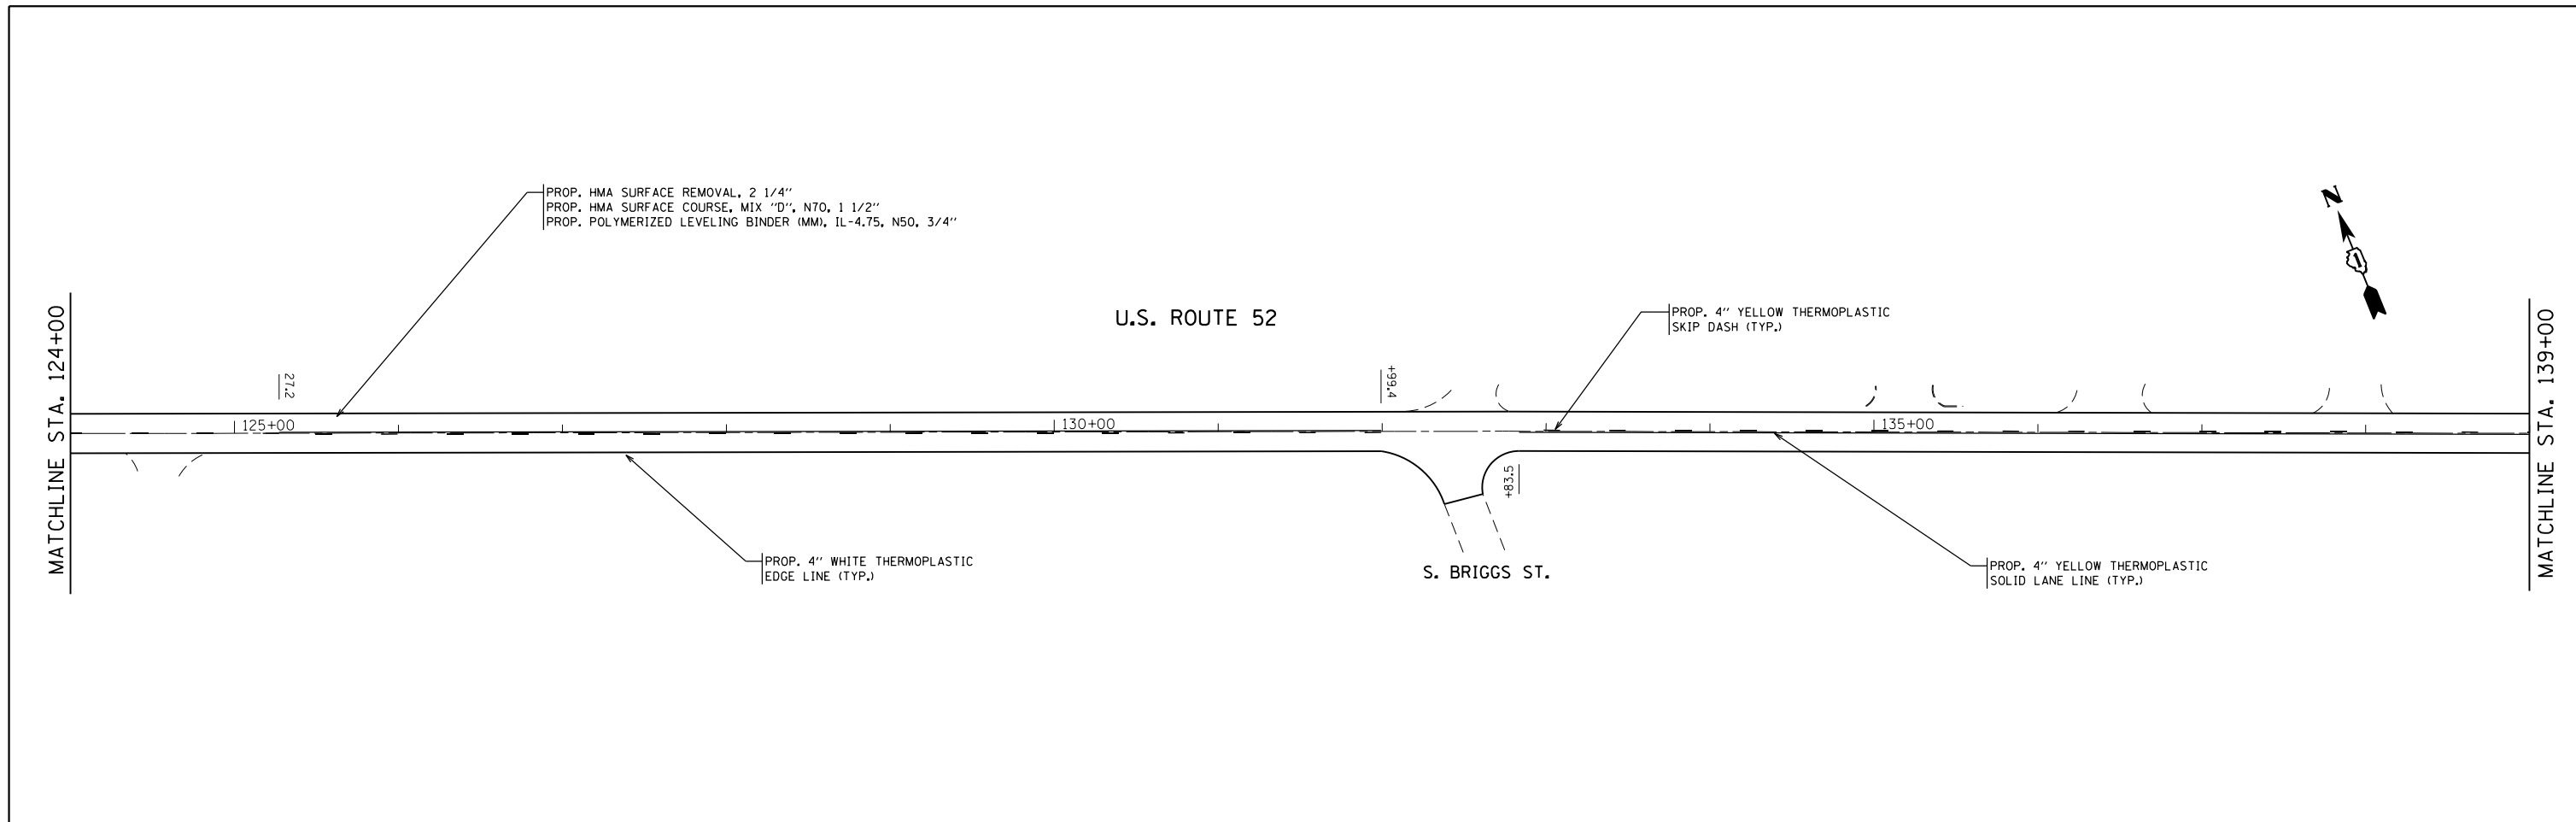 PROP. HMA SURFACE REMOVAL, 2 1/4"
PROP. HMA SURFACE COURSE, MIX "D", N70, 1 1/2"
PROP. POLYMERIZED LEVELING BINDER (MM), IL-4.75, N50, 3/4"
N
U.S. ROUTE 52
PROP. 4" YELLOW THERMOPLASTIC
SKIP DASH (TYP.)
MATCHLINE STA. 124+00
MATCHLINE STA. 139+00
27.2
+99.4
125+00
130+00
135+00
+83.5
PROP. 4" WHITE THERMOPLASTIC
EDGE LINE (TYP.)
S. BRIGGS ST.
PROP. 4" YELLOW THERMOPLASTIC
SOLID LANE LINE (TYP.)